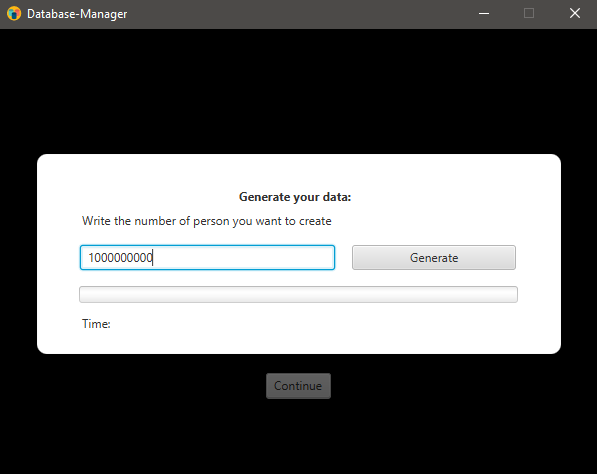 Database-Manager
Generate your data:
Write the number of person you want to create
1000000000
Generate
Time:
Continue